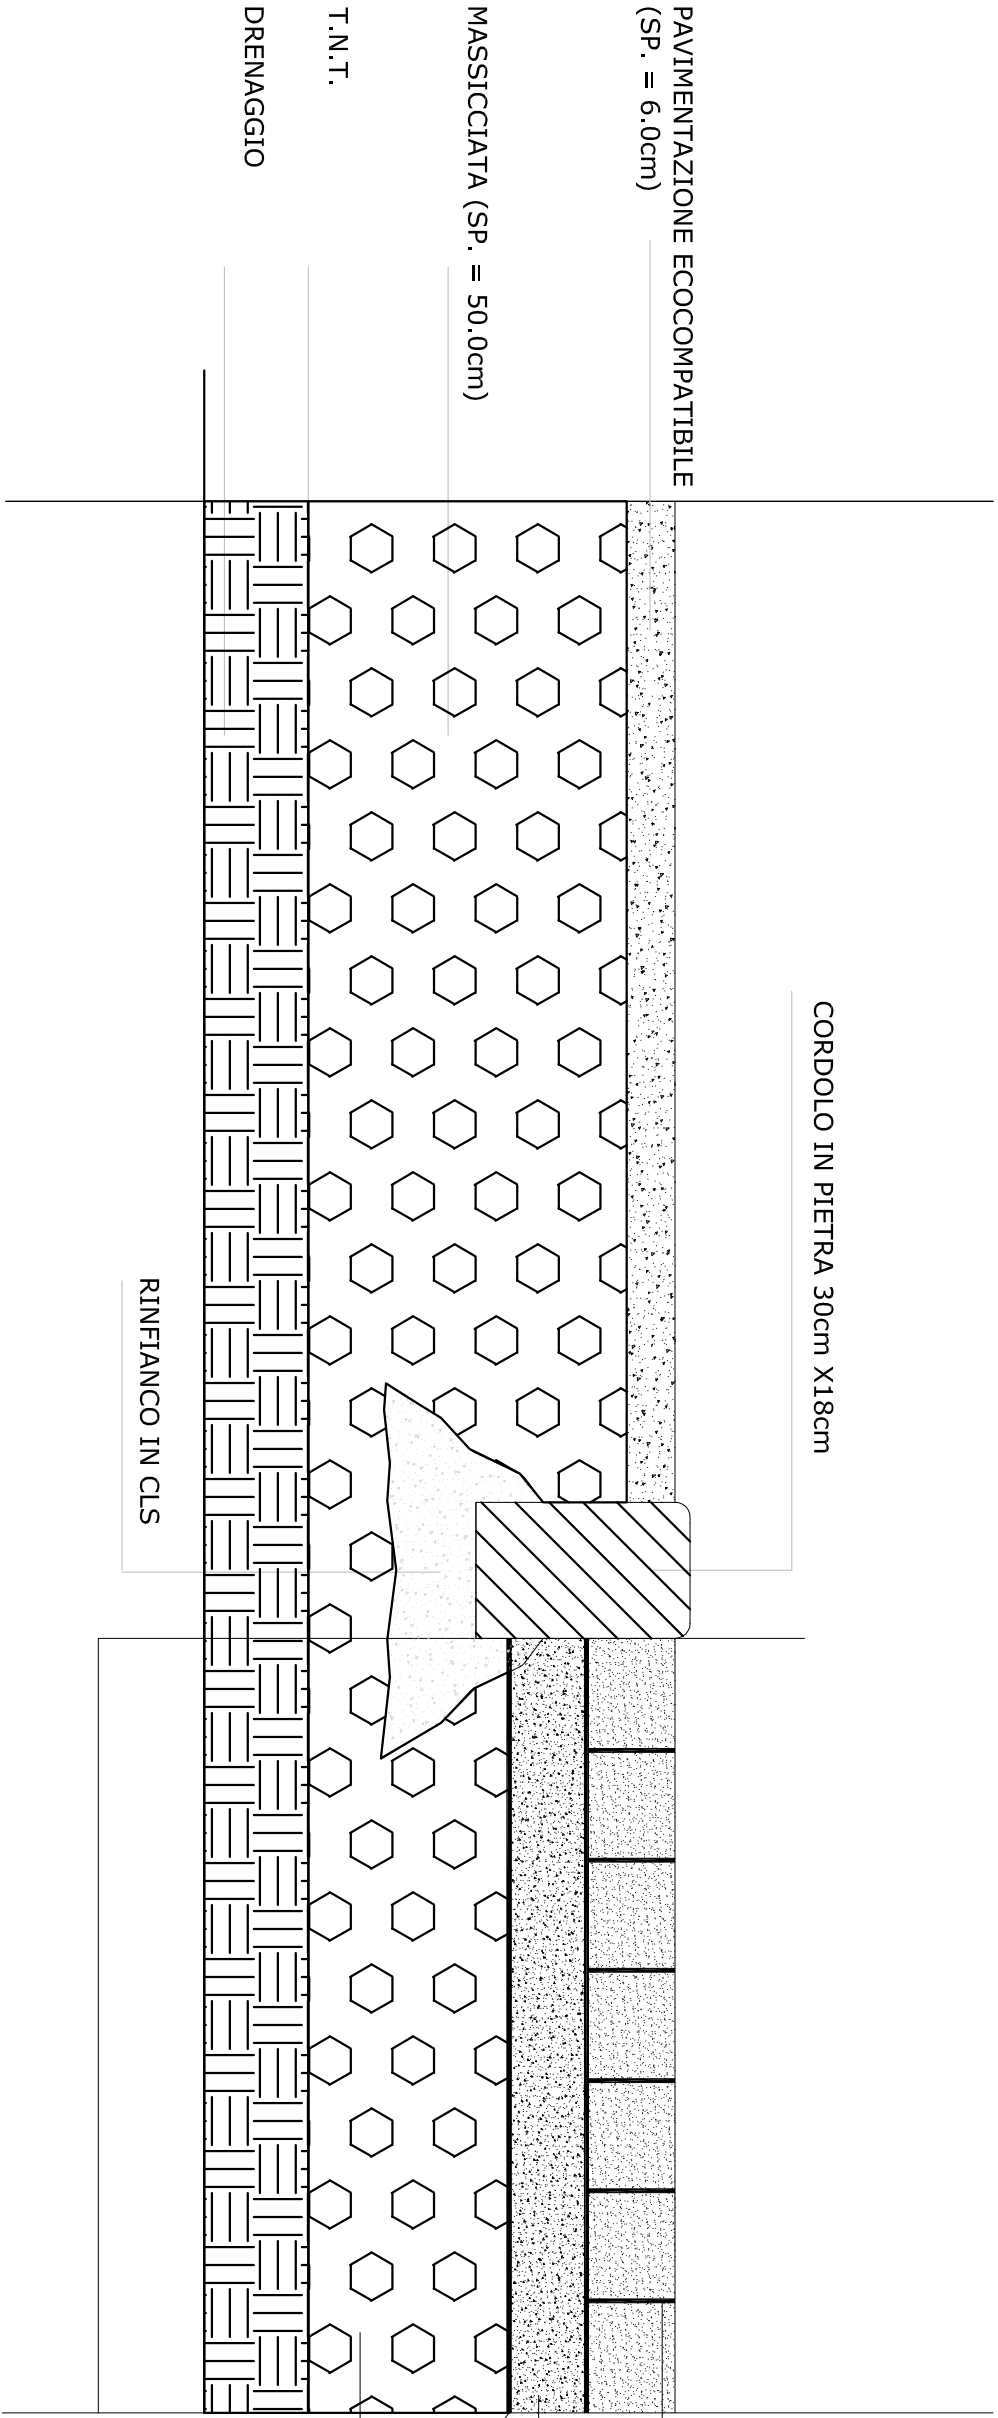 CORDOLO IN PIETRA 30cm X18cm
PAVIMENTAZIONE ECOCOMPATIBILE
(SP. = 6.0cm)
MASSICCIATA (SP. = 50.0cm)
T.N.T.
DRENAGGIO
RINFIANCO IN CLS